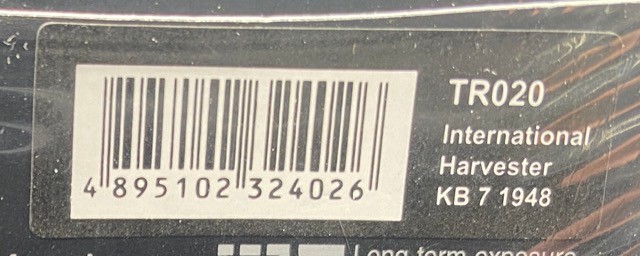 TR020
International
Harvester
KB 7 1948
4 895102 324026
Long term exposure